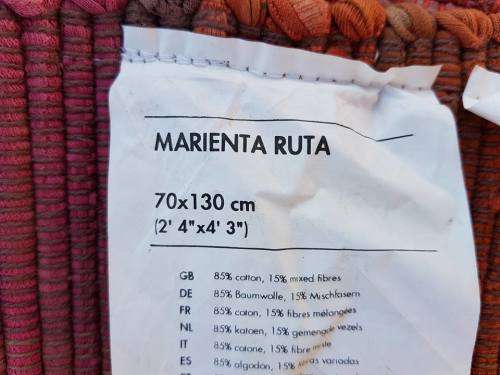 MARIENTA RUTA
70x130 cm
(2' 4"x4' 3")
GB 85% cotton, 15% mixed fibres
DE 85% Baumwolle, 15% Mischfasern
FR 85% coton, 15% fibres mélangées
NL 85% katoen, 15% gemengde vezels
IT 85% cotone, 15% fibre
ES 85% algodón, 15% variadas